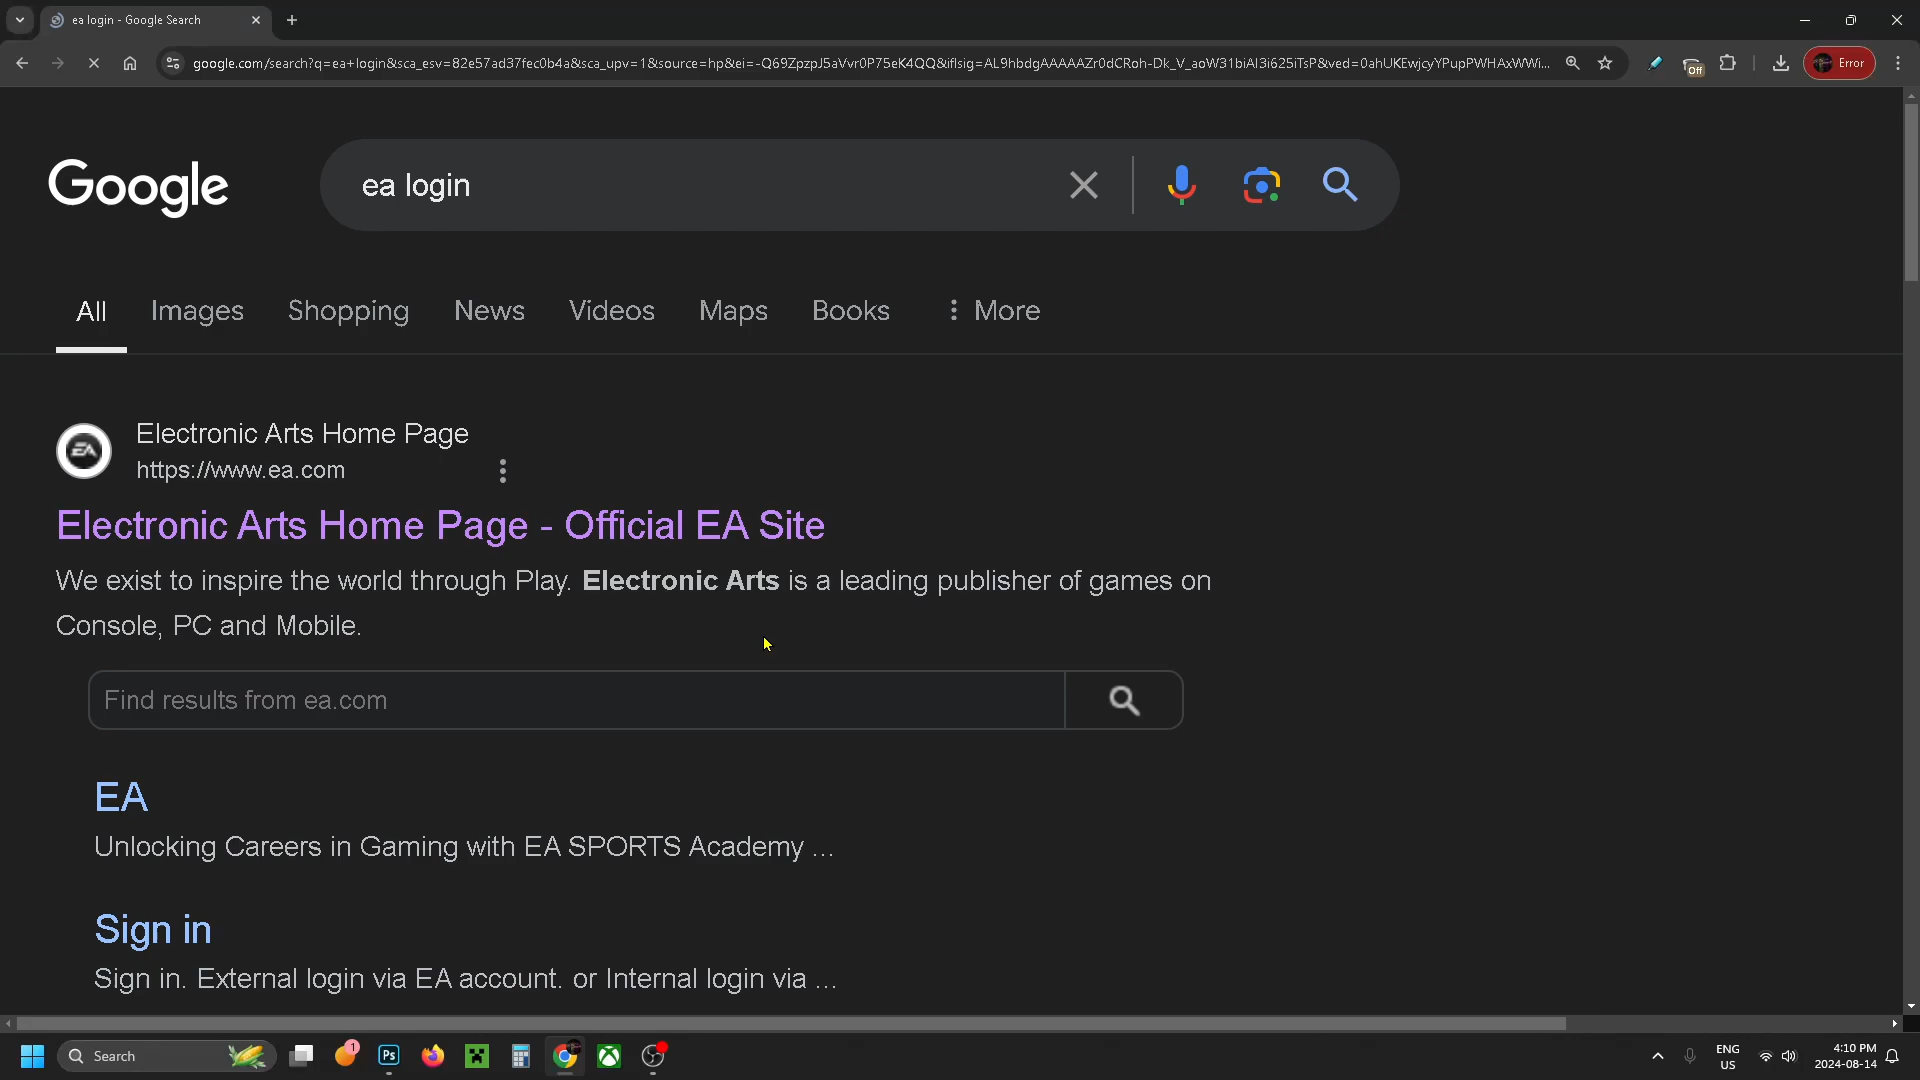 ea login - Google Search
google.com/search?q=ea+login&sca_esv=82e57ad37fec0b4a&sca_upv=1&source=hp&ei=-Q69ZpzpJ5aVvr0P75eK4QQ&iflsig=AL9hbdgAAAAAZr0dCRoh-Dk_V_aoW31biAI3i625iTsP&ved=0ahUKEwjcyYPupPWHAxWWi...
Off
Error
Google
ea login
All Images Shopping News Videos Maps Books More
EA
Electronic Arts Home Page
https://www.ea.com
Electronic Arts Home Page - Official EA Site
We exist to inspire the world through Play. Electronic Arts is a leading publisher of games on
Console, PC and Mobile.
Find results from ea.com
EA
Unlocking Careers in Gaming with EA SPORTS Academy ...
Sign in
Sign in. External login via EA account. or Internal login via ...
Search
1
Ps
ENG
US
4:10 PM
2024-08-14